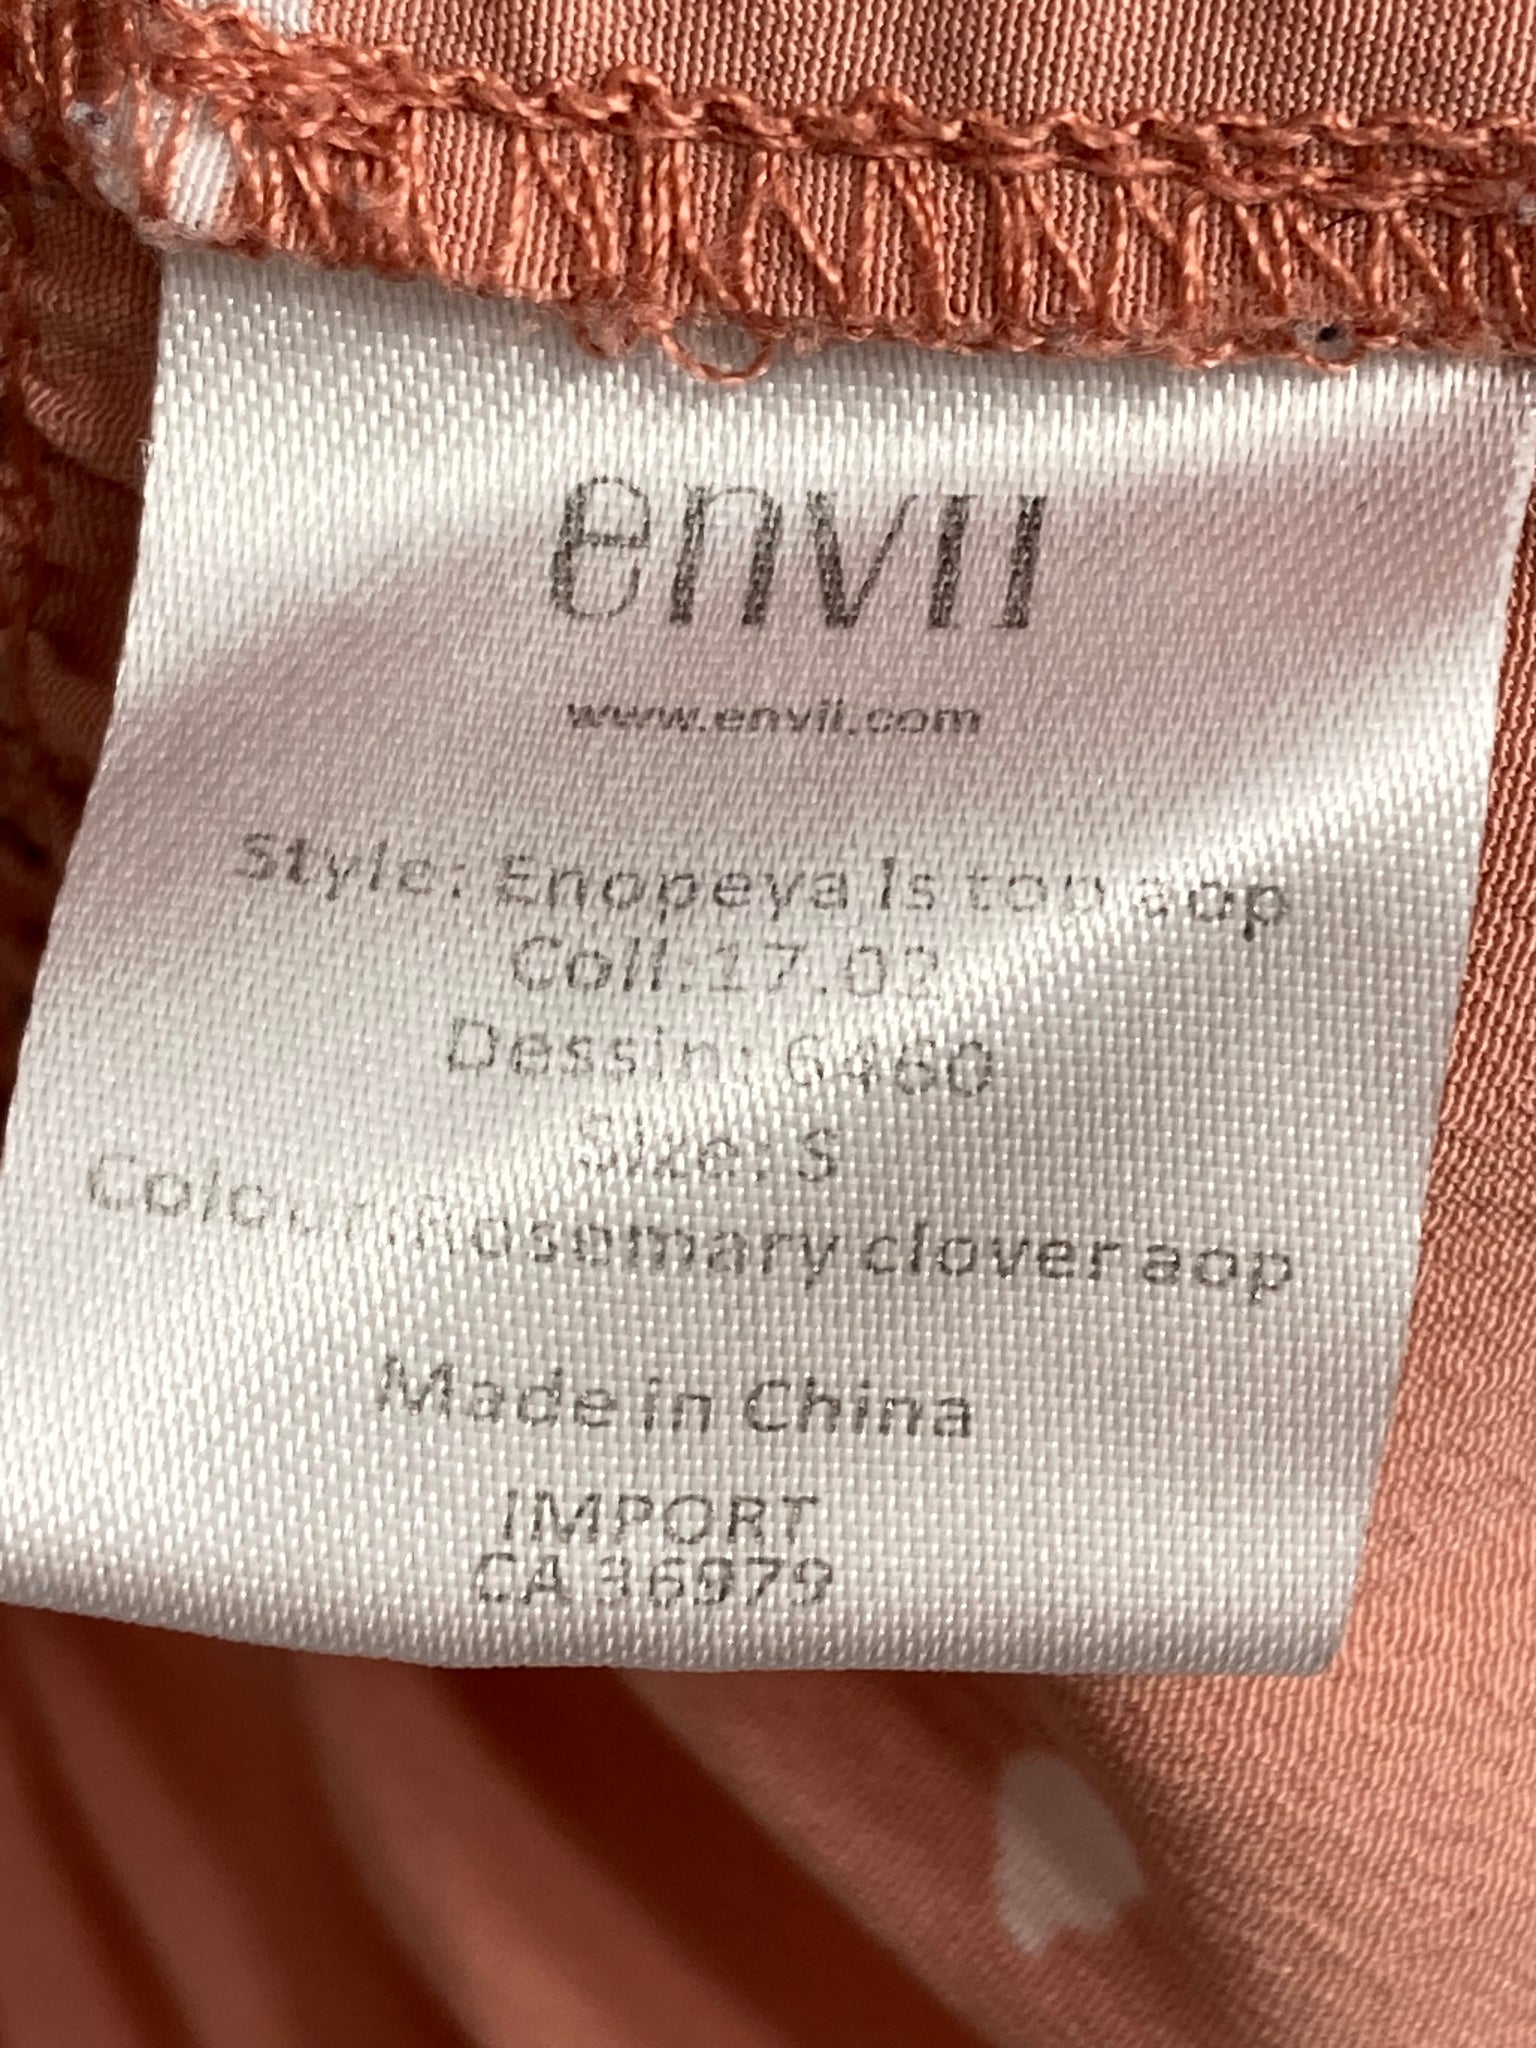 envii
www.envii.com
Style: Enopeya ls top aop
Coll:17.02
Dessin: 6460
Size: S
Colour:Rosemary clover aop
Made in China
IMPORT
CA 36979